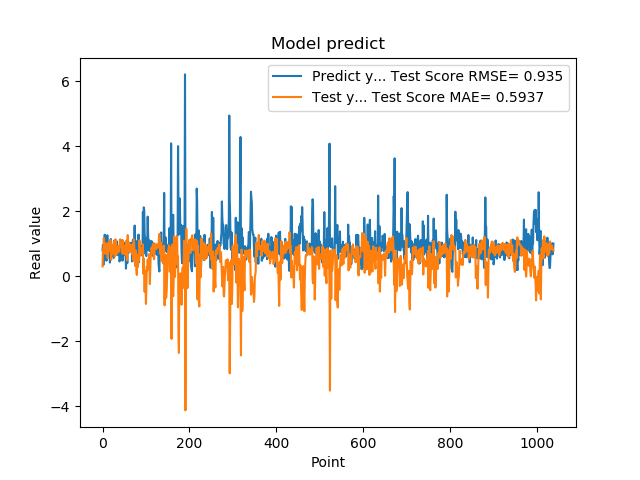 Model predict
Predict y... Test Score RMSE= 0.935
Test y... Test Score MAE= 0.5937
Real value
6
4
2
0
−2
−4
0 200 400 600 800 1000
Point